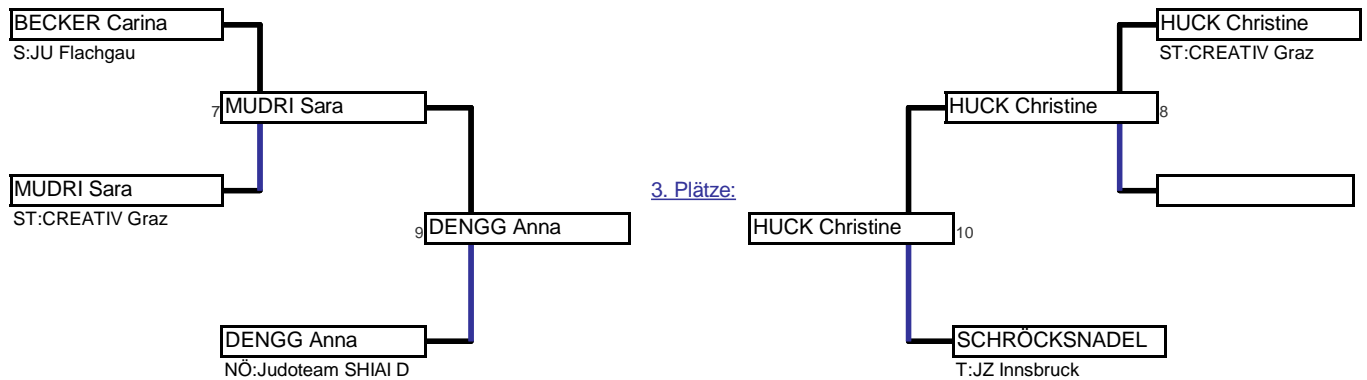 BECKER Carina
S:JU Flachgau
7 MUDRI Sara
MUDRI Sara
ST:CREATIV Graz
9 DENGG Anna
DENGG Anna
NÖ:Judoteam SHIAI D
3. Plätze:
HUCK Christine
ST:CREATIV Graz
HUCK Christine 8
HUCK Christine 10
SCHRÖCKSNADEL
T:JZ Innsbruck